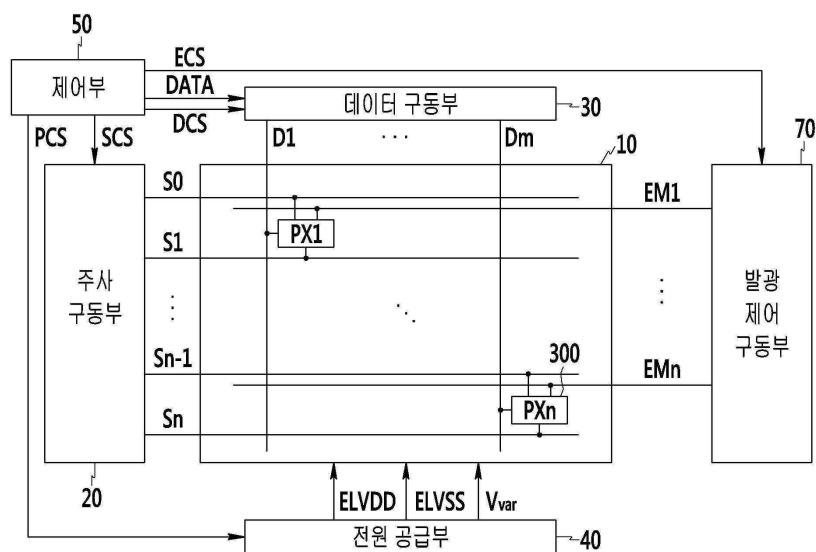 50
ECS
제어부
DATA
DCS
데이터 구동부
30
PCS
SCS
D1
...
Dm
10
70
S0
EM1
PX1
S1
주사
구동부
발광
제어
구동부
Sn-1
300
EMn
PXn
Sn
20
ELVDD
ELVSS
Vvar
전원 공급부
40